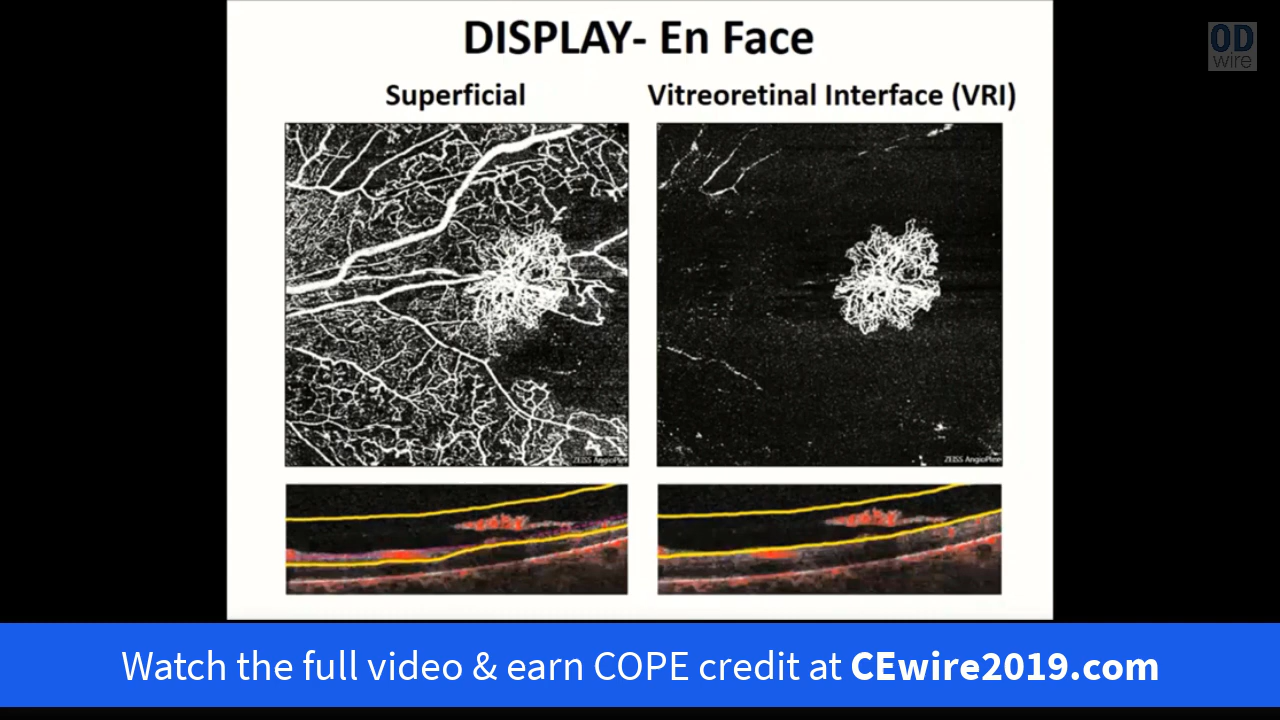 DISPLAY- En Face
OD
wire
Superficial
Vitreoretinal Interface (VRI)
ZEISS AngioPlex
ZEISS AngioPlex
Watch the full video & earn COPE credit at CEwire2019.com